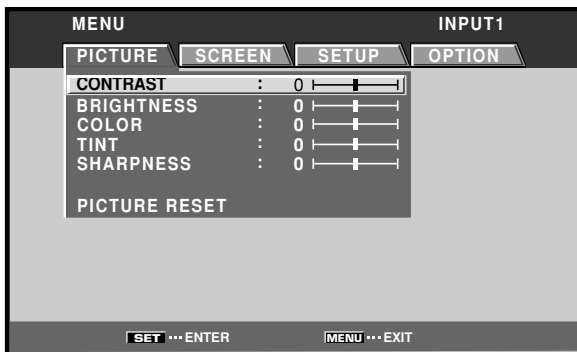 MENU INPUT1
PICTURE SCREEN SETUP OPTION
CONTRAST : 0
BRIGHTNESS : 0
COLOR : 0
TINT : 0
SHARPNESS : 0
PICTURE RESET
SET ··· ENTER MENU ··· EXIT